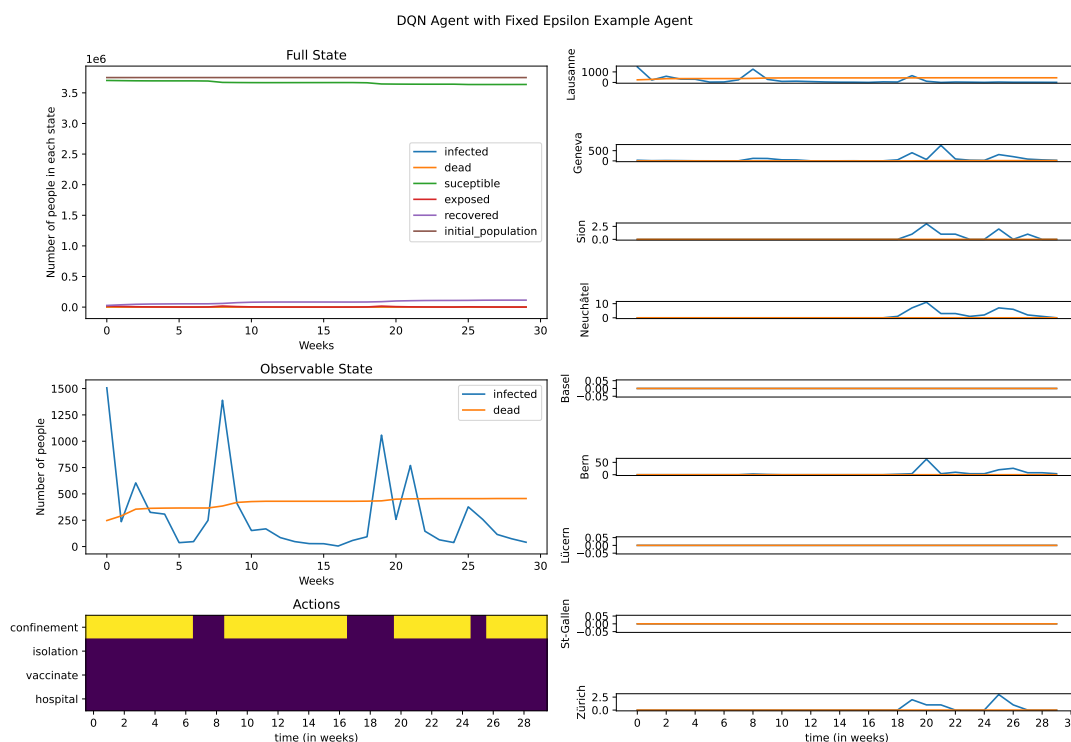 DQN Agent with Fixed Epsilon Example Agent
Full State
1e6
Number of people in each state
3.5
3.0
2.5
2.0
1.5
1.0
0.5
0.0
infected
dead
suceptible
exposed
recovered
initial_population
0 5 10 15 20 25 30
Weeks
Observable State
Number of people
1500
1250
1000
750
500
250
0
infected
dead
0 5 10 15 20 25 30
Weeks
Actions
confinement
isolation
vaccinate
hospital
0 2 4 6 8 10 12 14 16 18 20 22 24 26 28
time (in weeks)
Lausanne
1000
0
Geneva
500
0
Sion
2.5
0.0
Neuchâtel
10
0
Basel
0.05
0.00
−0.05
Bern
50
0
Lücern
0.05
0.00
−0.05
St-Gallen
0.05
0.00
−0.05
Zürich
2.5
0.0
0 2 4 6 8 10 12 14 16 18 20 22 24 26 28
time (in weeks)